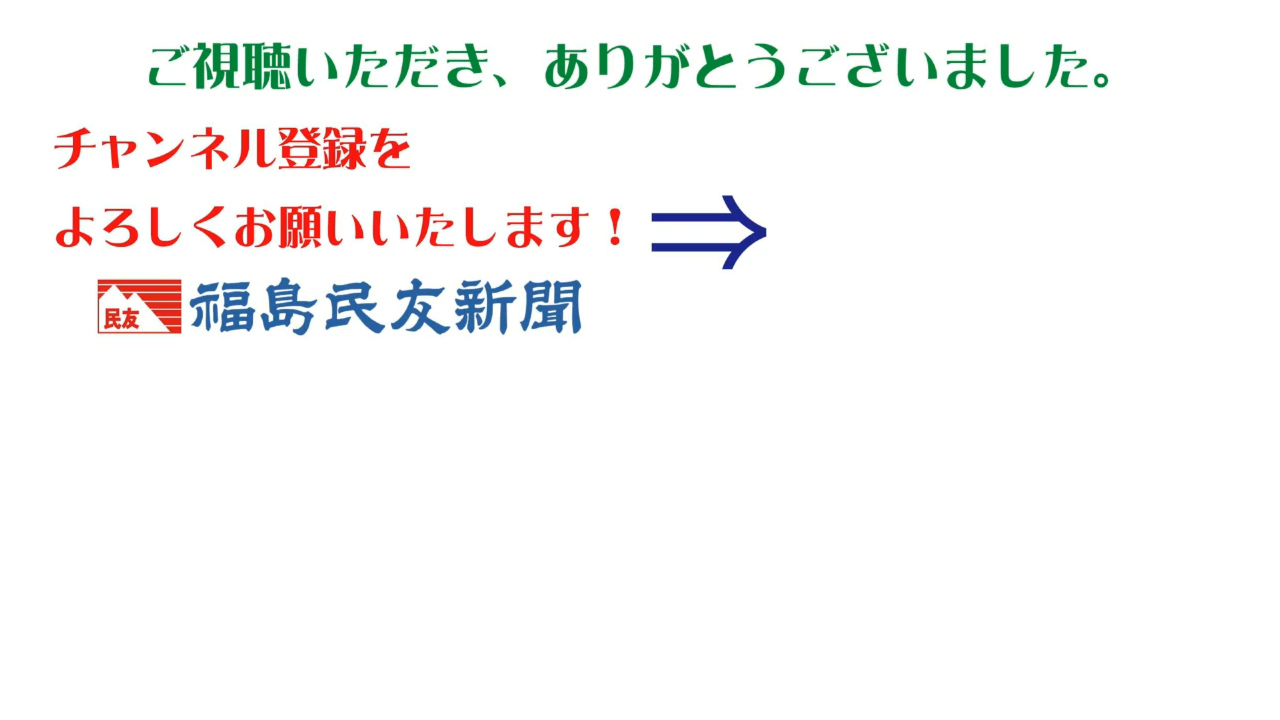 ご視聴いただき、ありがとうございました。
チャンネル登録を
よろしくお願いいたします！⇒
民友 福島民友新聞